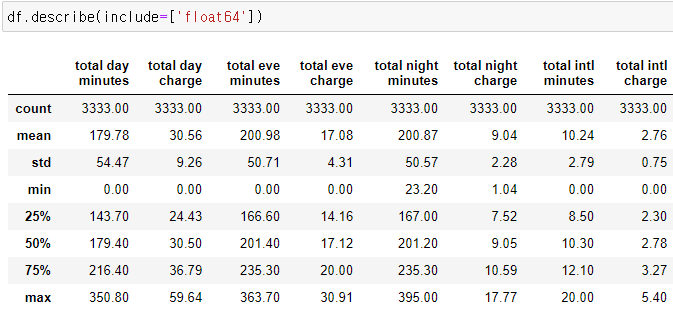 df.describe(include=['float64'])
total day total day total eve total eve total night total night total intl total intl
minutes charge minutes charge minutes charge minutes charge
count 3333.00 3333.00 3333.00 3333.00 3333.00 3333.00 3333.00 3333.00
mean 179.78 30.56 200.98 17.08 200.87 9.04 10.24 2.76
std 54.47 9.26 50.71 4.31 50.57 2.28 2.79 0.75
min 0.00 0.00 0.00 0.00 23.20 1.04 0.00 0.00
25% 143.70 24.43 166.60 14.16 167.00 7.52 8.50 2.30
50% 179.40 30.50 201.40 17.12 201.20 9.05 10.30 2.78
75% 216.40 36.79 235.30 20.00 235.30 10.59 12.10 3.27
max 350.80 59.64 363.70 30.91 395.00 17.77 20.00 5.40